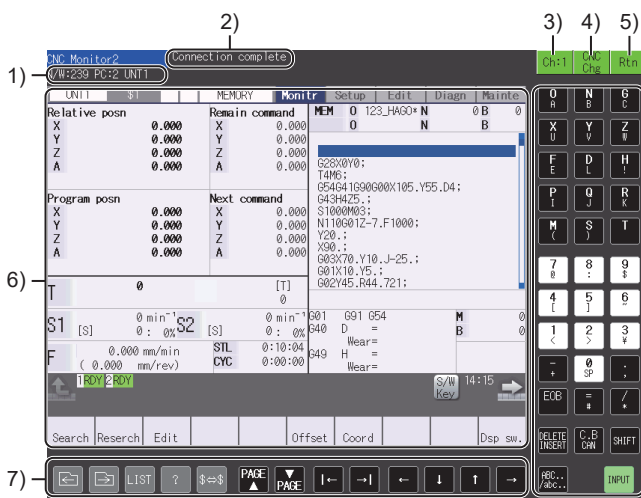 2) 3) 4) 5)
CNC Monitor2 Connection complete Ch:1 CNC Chg Rtn
1) N/W:239 PC:2 UNT1
UNT1 $1 MEMORY Monitr Setup Edit Diagn Mainte
Relative posn Remain command MEM O 123_HAGO* N 0 B 0
O N B
X 0.000 X 0.000
Y 0.000 Y 0.000
Z 0.000 Z 0.000
A 0.000 A 0.000
G28X0Y0;
T4M6;
G54G41G90G00X105.Y55.D4;
G43H4Z5.;
S1000M03;
N110G01Z-7.F1000;
Y20.;
X90.;
G03X70.Y10.J-25.;
G01X10.Y5.;
G02Y45.R44.721;
Program posn Next command
X 0.000 X 0.000
Y 0.000 Y 0.000
Z 0.000 Z 0.000
A 0.000 A 0.000
6)
T 0 [T] 0
S1 [S] 0 min⁻¹ 0 : 0% S2 [S] 0 min⁻¹ 0 : 0%
F 0.000 mm/min ( 0.000 mm/rev)
STL 0:10:04
CYC 0:00:00
G01 G91 G54 M 0
G40 D = B 0
Wear=
G49 H =
Wear=
1 RDY 2 RDY S/W Key 14:15
Search Reserch Edit Offset Coord Dsp sw.
7) LIST ? $⇔$ PAGE ▲ ▼ PAGE |← →| ← ↓ ↑ →
O A N B G C
X U Y V Z W
F E D L H !
P I Q J R K
M ( S ) T
7 @ 8 : 9 $
4 [ 5 ] 6 "
1 < 2 > 3 ¥
- + 0 SP . ,
EOB = # / *
DELETE INSERT C.B CAN SHIFT
ABC.. /abc.. INPUT